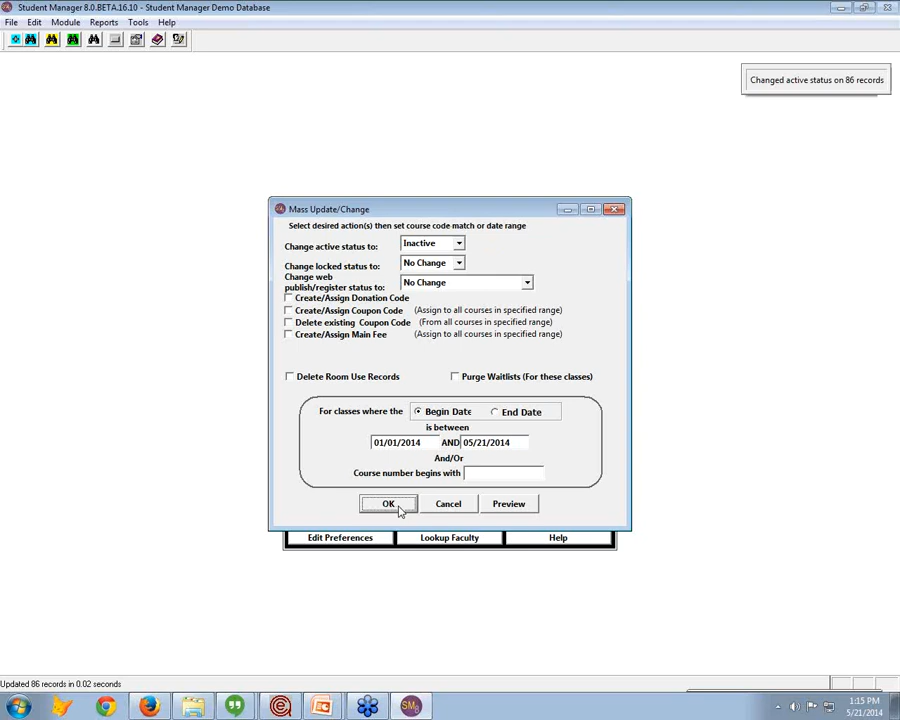 Student Manager 8.0.BETA.16.10 - Student Manager Demo Database
File Edit Module Reports Tools Help
Changed active status on 86 records
Mass Update/Change
Select desired action(s) then set course code match or date range
Change active status to: Inactive
Change locked status to: No Change
Change web
publish/register status to: No Change
Create/Assign Donation Code
Create/Assign Coupon Code (Assign to all courses in specified range)
Delete existing Coupon Code (From all courses in specified range)
Create/Assign Main Fee (Assign to all courses in specified range)
Delete Room Use Records Purge Waitlists (For these classes)
For classes where the Begin Date End Date
is between
01/01/2014 AND 05/21/2014
And/Or
Course number begins with
OK Cancel Preview
Edit Preferences Lookup Faculty Help
Updated 86 records in 0.02 seconds
SM8
1:15 PM
5/21/2014